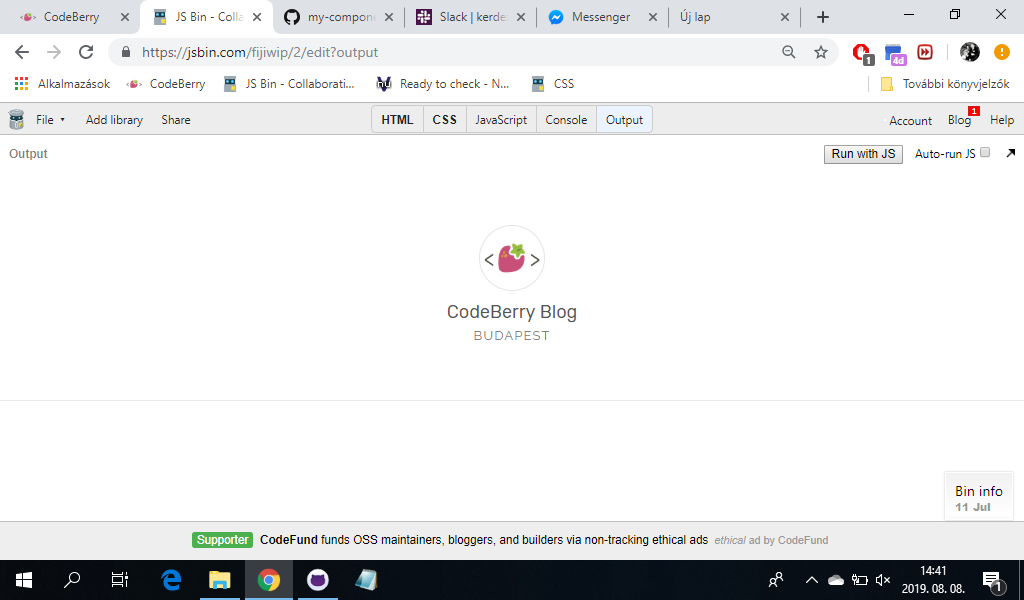 CodeBerry
JS Bin - Colla
my-compon
Slack | kerde
Messenger
Új lap
https://jsbin.com/fijiwip/2/edit?output
1
4d
Alkalmazások
CodeBerry
JS Bin - Collaborati...
Ready to check - N...
CSS
További könyvjelzők
File
Add library
Share
HTML
CSS
JavaScript
Console
Output
Account
Blog
1
Help
Output
Run with JS
Auto-run JS
< >
CodeBerry Blog
BUDAPEST
Bin info
11 Jul
Supporter CodeFund funds OSS maintainers, bloggers, and builders via non-tracking ethical ads ethical ad by CodeFund
14:41
2019. 08. 08.
1